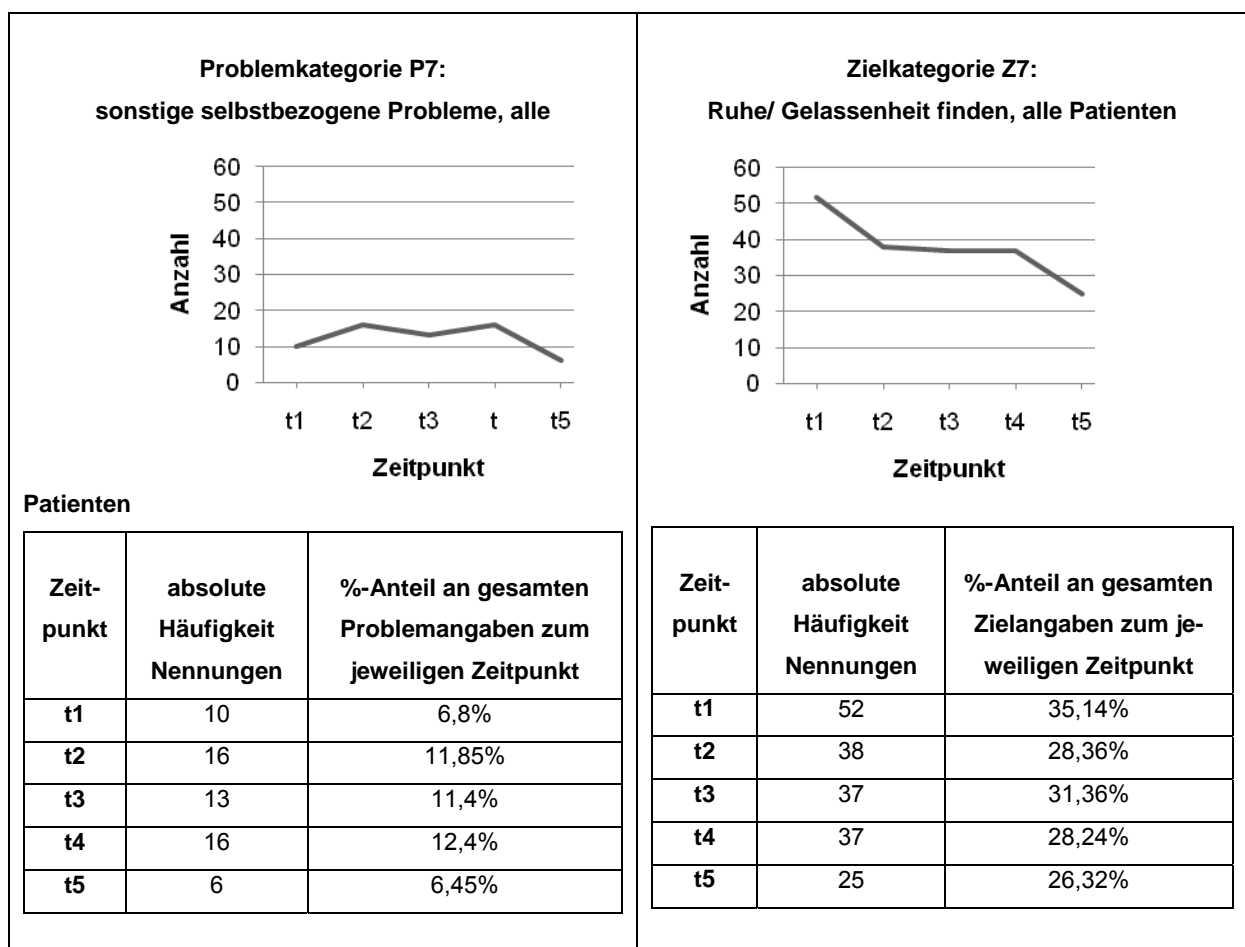 Problemkategorie P7:
sonstige selbstbezogene Probleme, alle
60
50
40
30
20
10
0
Anzahl
t1 t2 t3 t t5
Zeitpunkt
Patienten
Zeit-
punkt
absolute
Häufigkeit
Nennungen
%-Anteil an gesamten
Problemangaben zum
jeweiligen Zeitpunkt
t1 10 6,8%
t2 16 11,85%
t3 13 11,4%
t4 16 12,4%
t5 6 6,45%
Zielkategorie Z7:
Ruhe/ Gelassenheit finden, alle Patienten
60
50
40
30
20
10
0
Anzahl
t1 t2 t3 t4 t5
Zeitpunkt
Zeit-
punkt
absolute
Häufigkeit
Nennungen
%-Anteil an gesamten
Zielangaben zum je-
weiligen Zeitpunkt
t1 52 35,14%
t2 38 28,36%
t3 37 31,36%
t4 37 28,24%
t5 25 26,32%